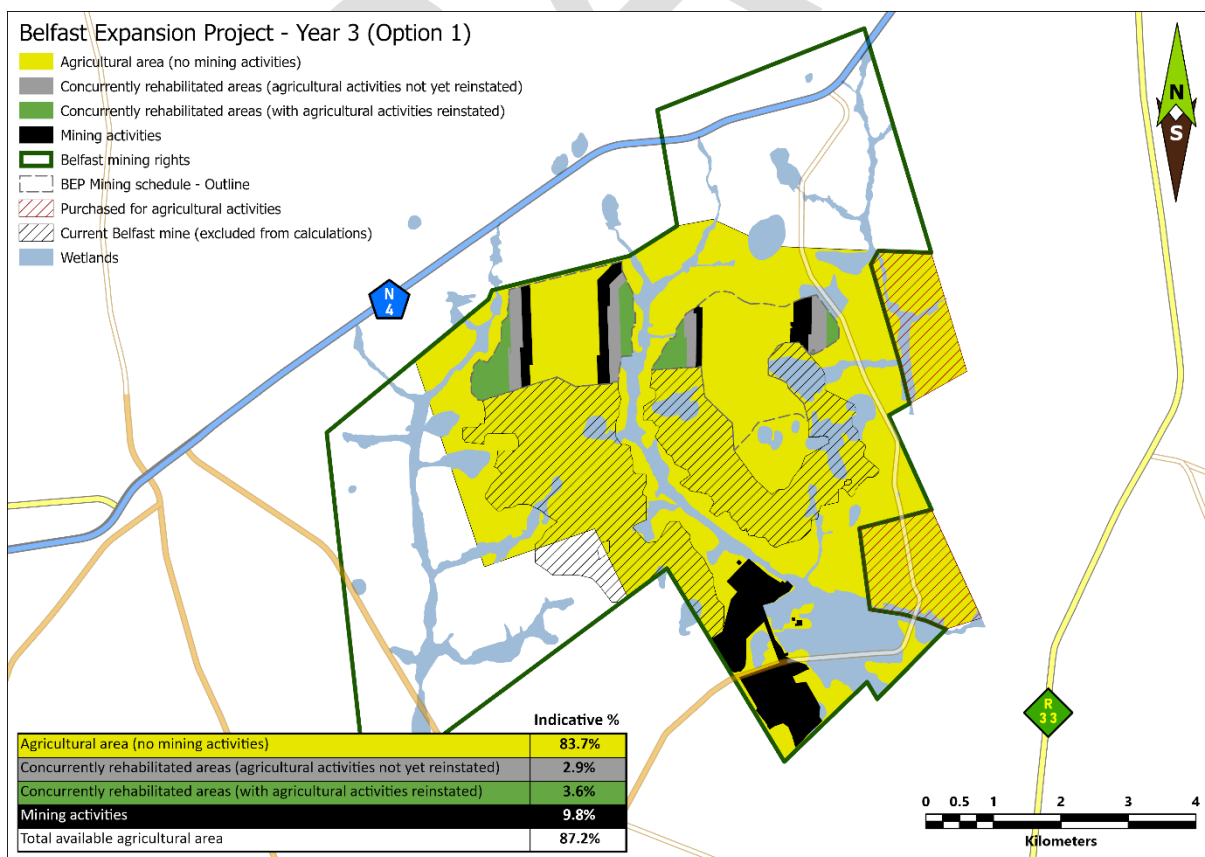 Belfast Expansion Project - Year 3 (Option 1)
Agricultural area (no mining activities)
Concurrently rehabilitated areas (agricultural activities not yet reinstated)
Concurrently rehabilitated areas (with agricultural activities reinstated)
Mining activities
Belfast mining rights
BEP Mining schedule - Outline
Purchased for agricultural activities
Current Belfast mine (excluded from calculations)
Wetlands
N
S
N
4
R
33
Indicative %
Agricultural area (no mining activities) 83.7%
Concurrently rehabilitated areas (agricultural activities not yet reinstated) 2.9%
Concurrently rehabilitated areas (with agricultural activities reinstated) 3.6%
Mining activities 9.8%
Total available agricultural area 87.2%
0 0.5 1 2 3 4
Kilometers